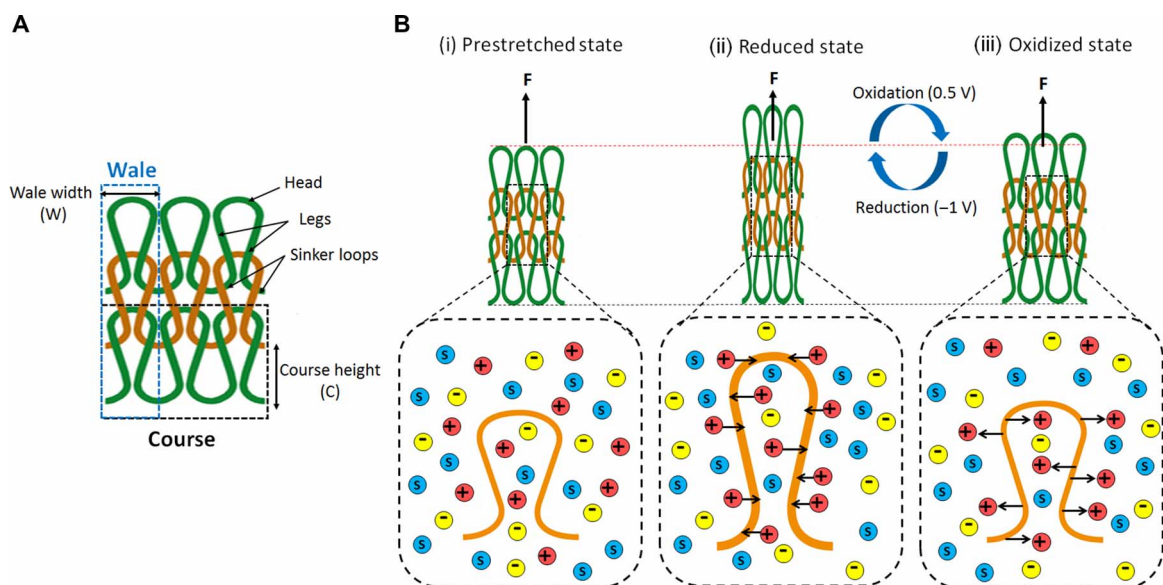 A
Wale
Wale width
(W)
Head
Legs
Sinker loops
Course height
(C)
Course
B
(i) Prestretched state
(ii) Reduced state
(iii) Oxidized state
F
F
F
Oxidation (0.5 V)
Reduction (–1 V)
S + - S + S - S - + S + - - S + S S + - S + - S S + S
- + + S S + - S - + + S - S + S + + - S S + S - S
S + - + S S + + - - + S - + S + S + S - + S + - S - S